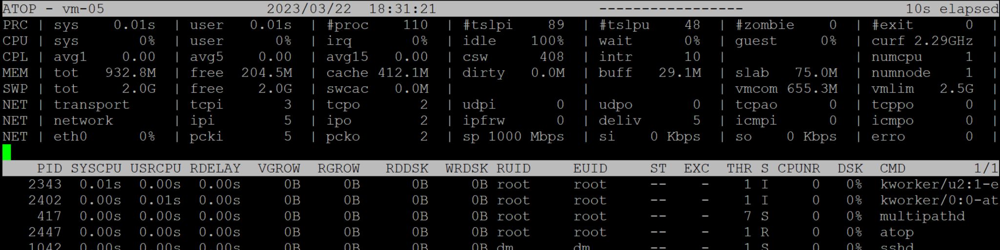 ATOP - vm-05 2023/03/22 18:31:21 ----------------- 10s elapsed
PRC | sys 0.01s | user 0.01s | #proc 110 | #tslpi 89 | #tslpu 48 | #zombie 0 | #exit 0 |
CPU | sys 0% | user 0% | irq 0% | idle 100% | wait 0% | guest 0% | curf 2.29GHz |
CPL | avg1 0.00 | avg5 0.00 | avg15 0.00 | csw 408 | intr 10 | | numcpu 1 |
MEM | tot 932.8M | free 204.5M | cache 412.1M | dirty 0.0M | buff 29.1M | slab 75.0M | numnode 1 |
SWP | tot 2.0G | free 2.0G | swcac 0.0M | | | vmcom 655.3M | vmlim 2.5G |
NET | transport | tcpi 3 | tcpo 2 | udpi 0 | udpo 0 | tcpao 0 | tcppo 0 |
NET | network | ipi 5 | ipo 2 | ipfrw 0 | deliv 5 | icmpi 0 | icmpo 0 |
NET | eth0 0% | pcki 5 | pcko 2 | sp 1000 Mbps | si 0 Kbps | so 0 Kbps | erro 0 |
PID SYSCPU USRCPU RDELAY VGROW RGROW RDDSK WRDSK RUID EUID ST EXC THR S CPUNR DSK CMD 1/1
2343 0.01s 0.00s 0.00s 0B 0B 0B 0B root root -- - 1 I 0 0% kworker/u2:1-e
2402 0.00s 0.01s 0.00s 0B 0B 0B 0B root root -- - 1 I 0 0% kworker/0:0-at
417 0.00s 0.00s 0.00s 0B 0B 0B 0B root root -- - 7 S 0 0% multipathd
2447 0.00s 0.00s 0.00s 0B 0B 0B 0B root root -- - 1 R 0 0% atop
1042 0.00s 0.00s 0.00s 0B 0B 0B 0B dm dm -- - 1 S 0 0% sshd